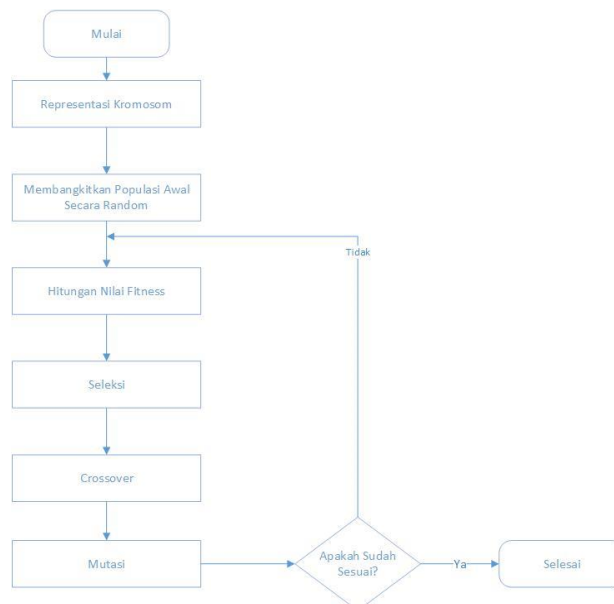 Mulai
Representasi Kromosom
Membangkitkan Populasi Awal
Secara Random
Tidak
Hitungan Nilai Fitness
Seleksi
Crossover
Mutasi
Apakah Sudah
Sesuai?
Ya
Selesai